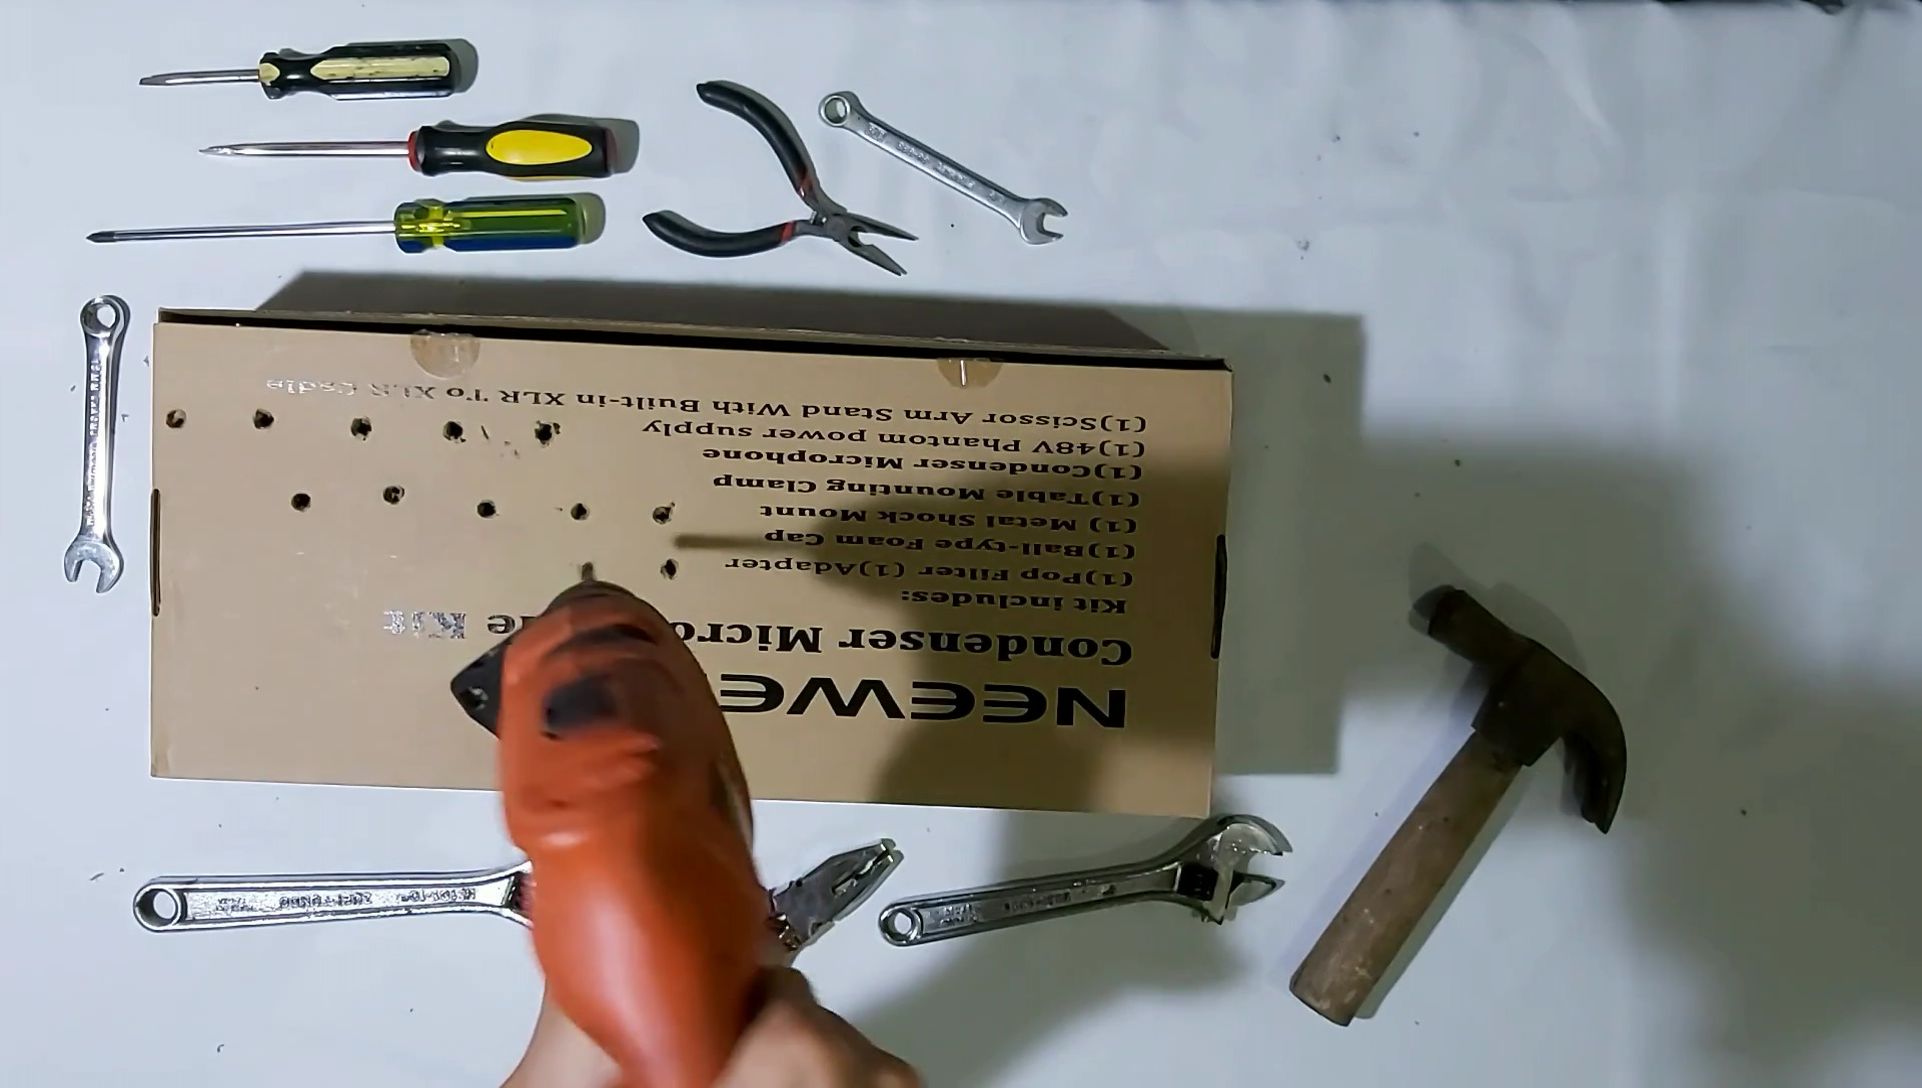 NEEWE
Condenser Micro ne Kit
Kit includes:
(1)Pop Filter (1)Adapter
(1)Ball-type Foam Cap
(1) Metal Shock Mount
(1)Table Mounting Clamp
(1)Condenser Microphone
(1)48V Phantom power supply
(1)Scissor Arm Stand With Built-in XLR To XLR Cable